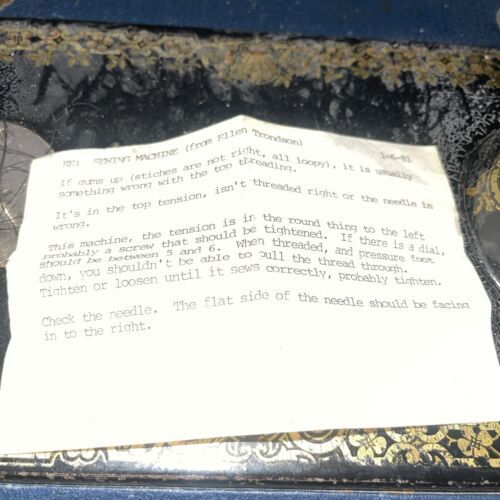 RE: SEWING MACHINE (from Ellen Trondson) 1-6-81
If gums up (stiches are not right, all loopy), it is usually
something wrong with the top threading.
It's in the top tension, isn't threaded right or the needle in
wrong.
This machine, the tension is in the round thing to the left
probably a screw that should be tightened. If there is a dial,
should be between 5 and 6. When threaded, and pressure foot
down, you shouldn't be able to pull the thread through.
Tighten or loosen until it sews correctly, probably tighten.
Check the needle. The flat side of the needle should be facing
in to the right.